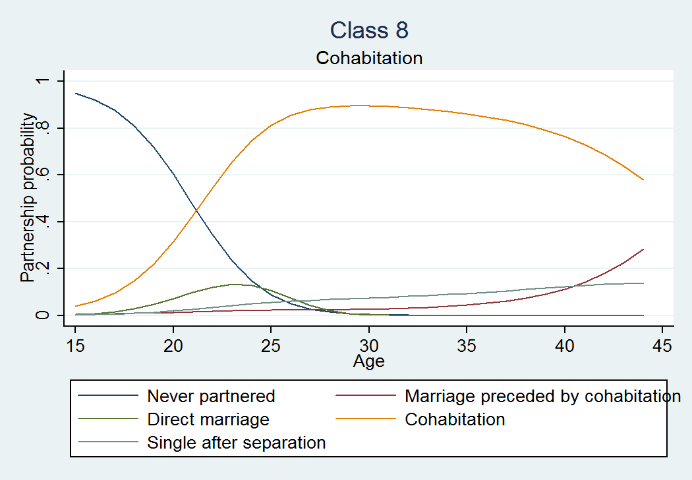 Class 8
Cohabitation
Partnership probability
1
.8
.6
.4
.2
0
15 20 25 30 35 40 45
Age
Never partnered
Marriage preceded by cohabitation
Direct marriage
Cohabitation
Single after separation